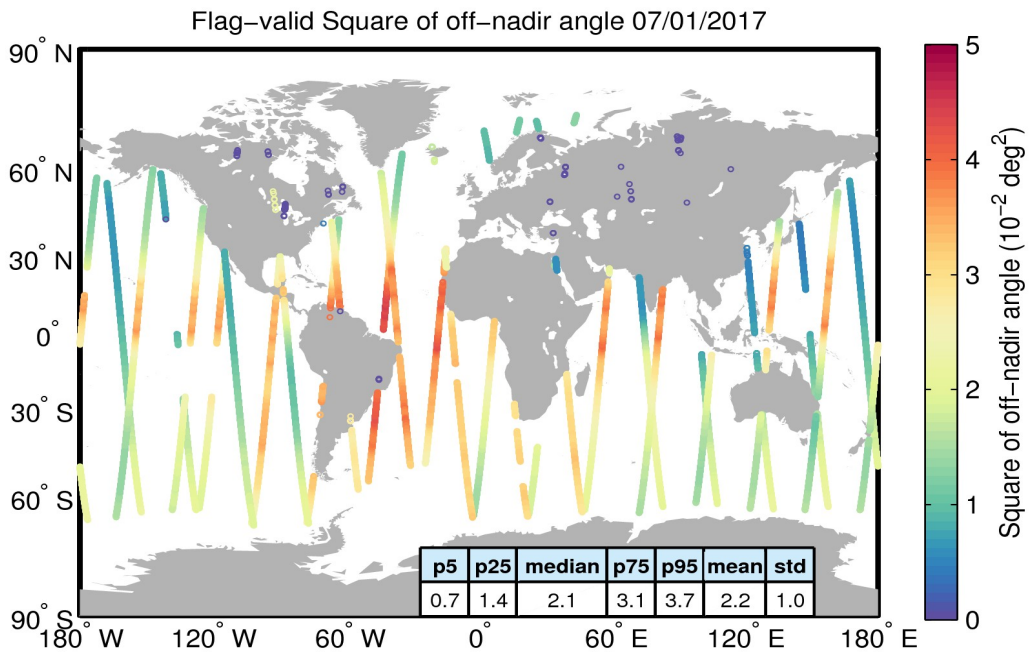 Flag−valid Square of off−nadir angle 07/01/2017
90° N
60° N
30° N
0°
30° S
60° S
90° S
180° W
120° W
60° W
0°
60° E
120° E
180° E
p5 p25 median p75 p95 mean std
0.7 1.4 2.1 3.1 3.7 2.2 1.0
5
4
3
2
1
0
Square of off−nadir angle (10⁻² deg²)